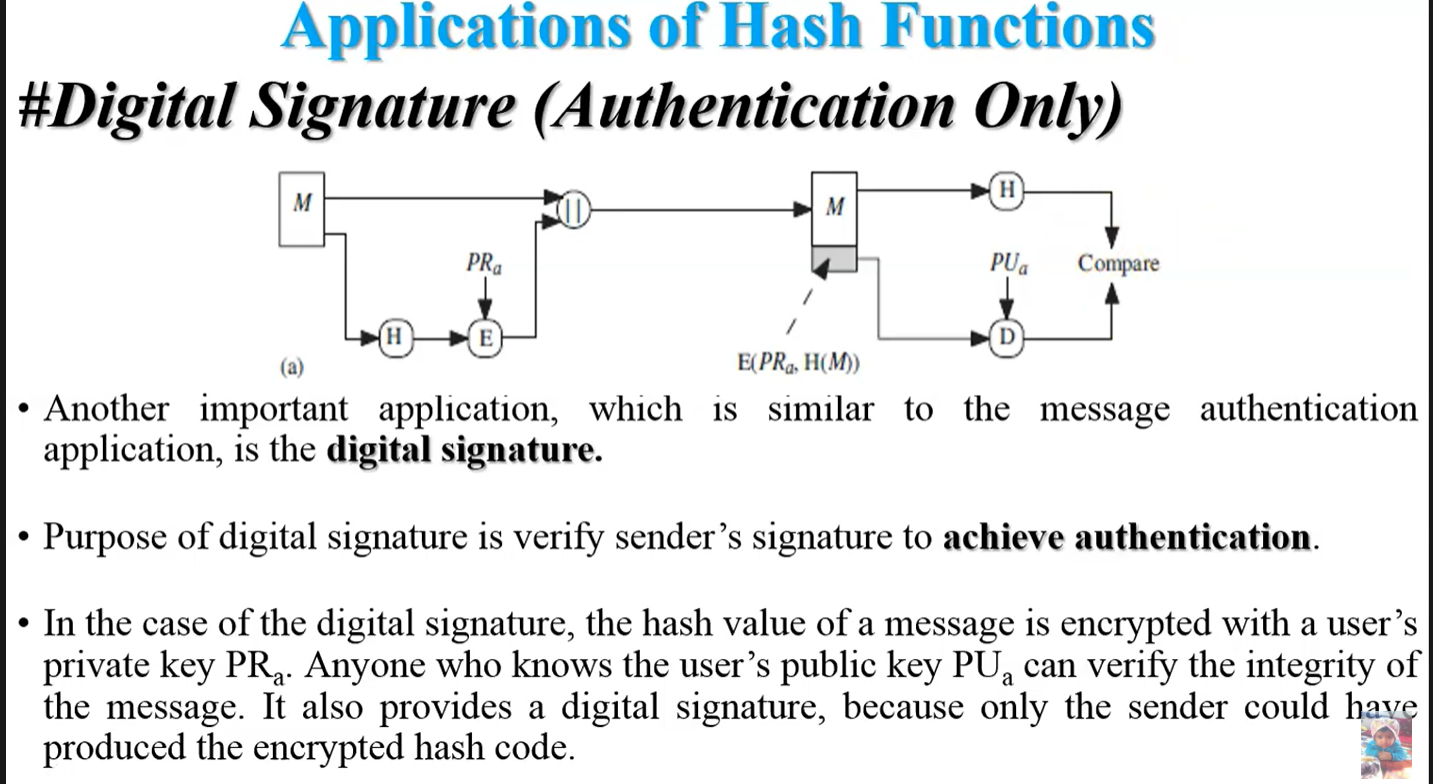 Applications of Hash Functions
#Digital Signature (Authentication Only)
M
||
M
H
PRa
PUa
Compare
H
E
D
(a)
E(PRa, H(M))
• Another important application, which is similar to the message authentication
application, is the digital signature.
• Purpose of digital signature is verify sender’s signature to achieve authentication.
• In the case of the digital signature, the hash value of a message is encrypted with a user’s
private key PRa. Anyone who knows the user’s public key PUa can verify the integrity of
the message. It also provides a digital signature, because only the sender could have
produced the encrypted hash code.